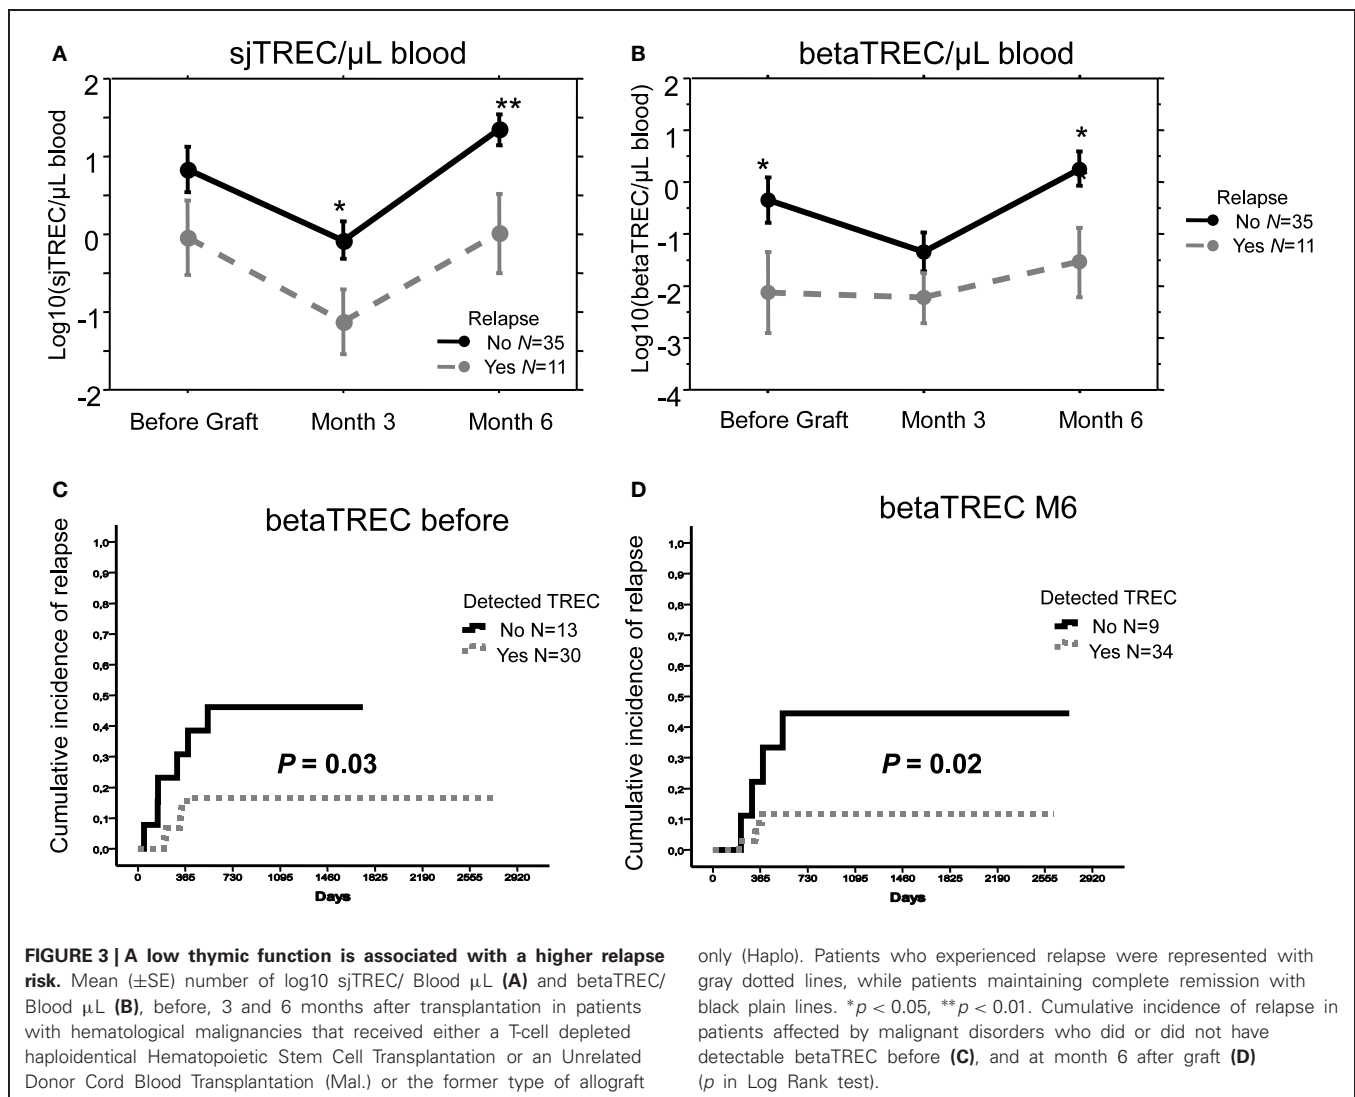 A
sjTREC/µL blood
Log10(sjTREC/µL blood
2
1
0
-1
-2
*
**
Relapse
No N=35
Yes N=11
Before Graft
Month 3
Month 6
B
betaTREC/µL blood
Log10(betaTREC/µL blood)
2
1
0
-1
-2
-3
-4
*
*
*
Relapse
No N=35
Yes N=11
Before Graft
Month 3
Month 6
C
betaTREC before
Cumulative incidence of relapse
1,0
0,9
0,8
0,7
0,6
0,5
0,4
0,3
0,2
0,1
0,0
Detected TREC
No N=13
Yes N=30
P = 0.03
0 365 730 1095 1460 1825 2190 2565 2920
Days
D
betaTREC M6
Cumulative incidence of relapse
1,0
0,9
0,8
0,7
0,6
0,5
0,4
0,3
0,2
0,1
0,0
Detected TREC
No N=9
Yes N=34
P = 0.02
0 365 730 1095 1460 1825 2190 2565 2920
Days
FIGURE 3 | A low thymic function is associated with a higher relapse
risk. Mean (±SE) number of log10 sjTREC/ Blood µL (A) and betaTREC/
Blood µL (B), before, 3 and 6 months after transplantation in patients
with hematological malignancies that received either a T-cell depleted
haploidentical Hematopoietic Stem Cell Transplantation or an Unrelated
Donor Cord Blood Transplantation (Mal.) or the former type of allograft
only (Haplo). Patients who experienced relapse were represented with
gray dotted lines, while patients maintaining complete remission with
black plain lines. *p < 0.05, **p < 0.01. Cumulative incidence of relapse in
patients affected by malignant disorders who did or did not have
detectable betaTREC before (C), and at month 6 after graft (D)
(p in Log Rank test).